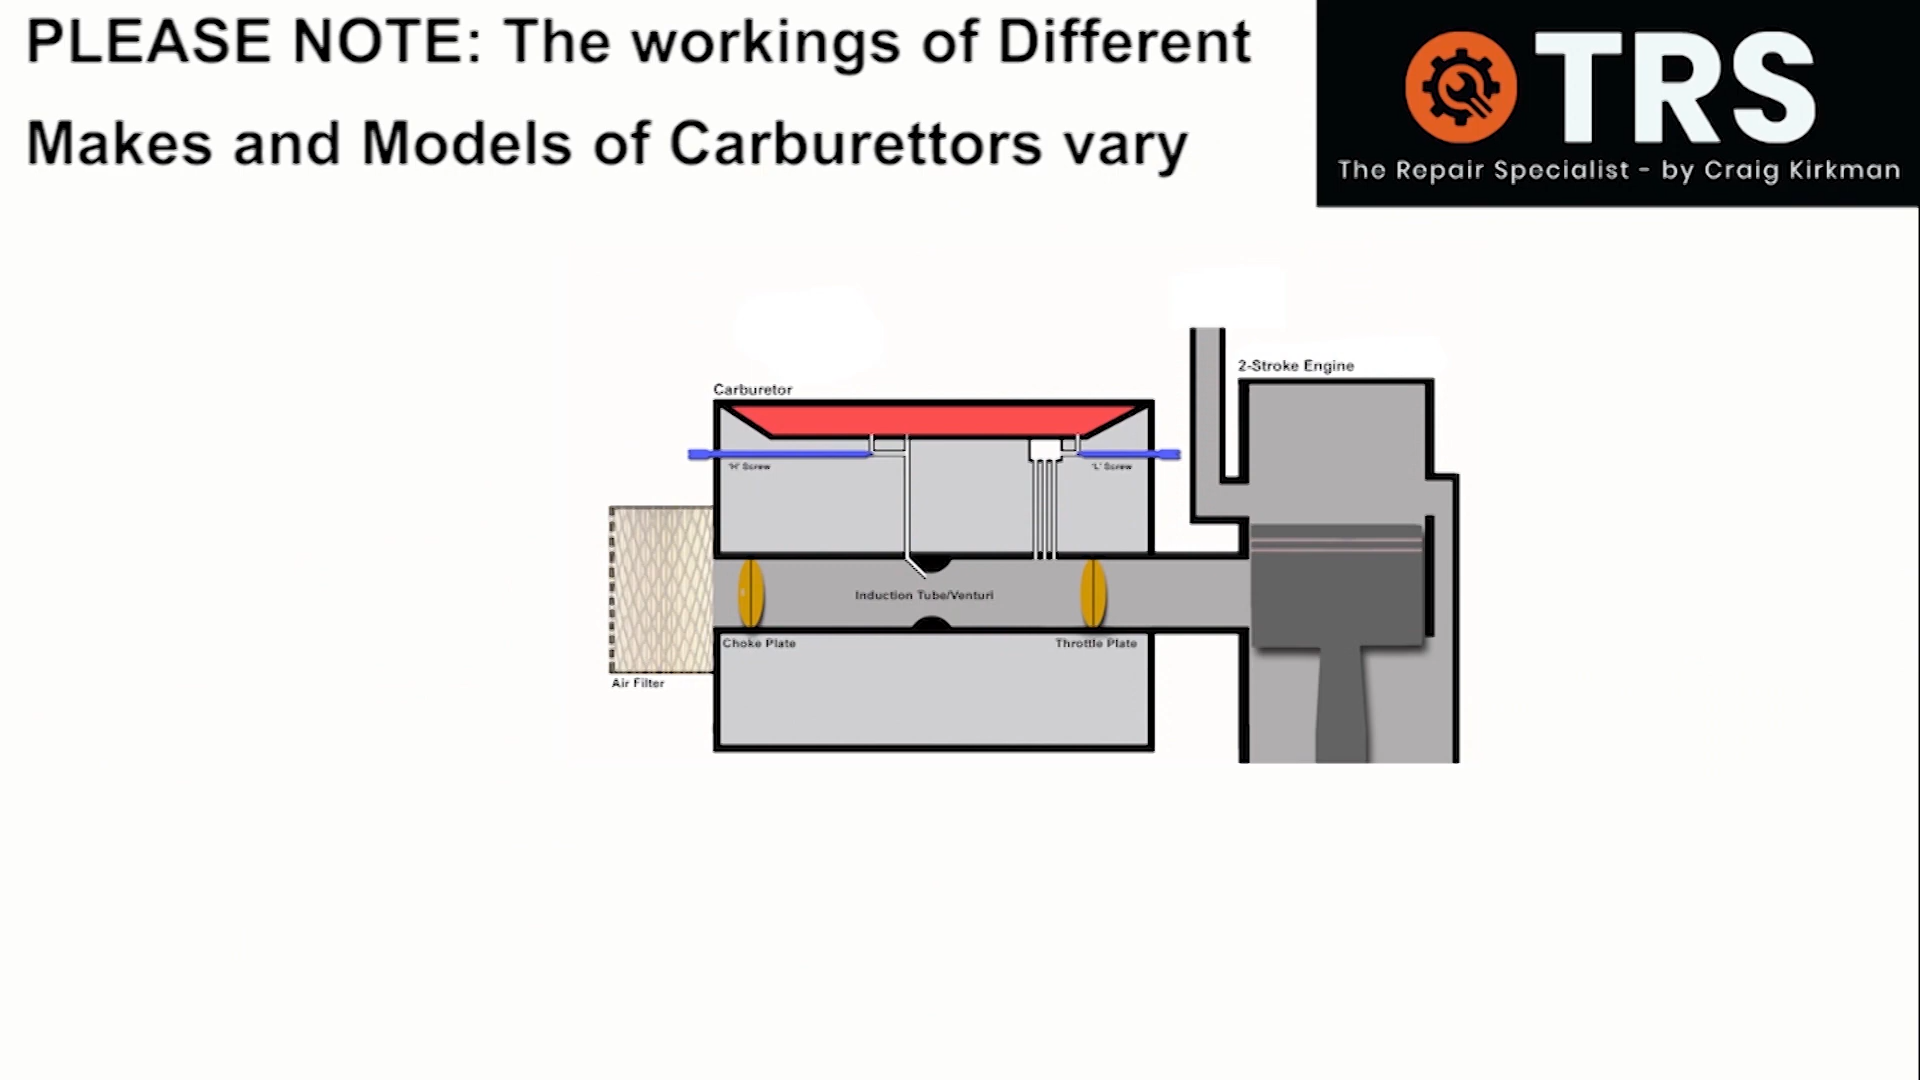 PLEASE NOTE: The workings of Different
Makes and Models of Carburettors vary
TRS
The Repair Specialist - by Craig Kirkman
2-Stroke Engine
Carburetor
'H' Screw
'L' Screw
Induction Tube/Venturi
Choke Plate
Throttle Plate
Air Filter